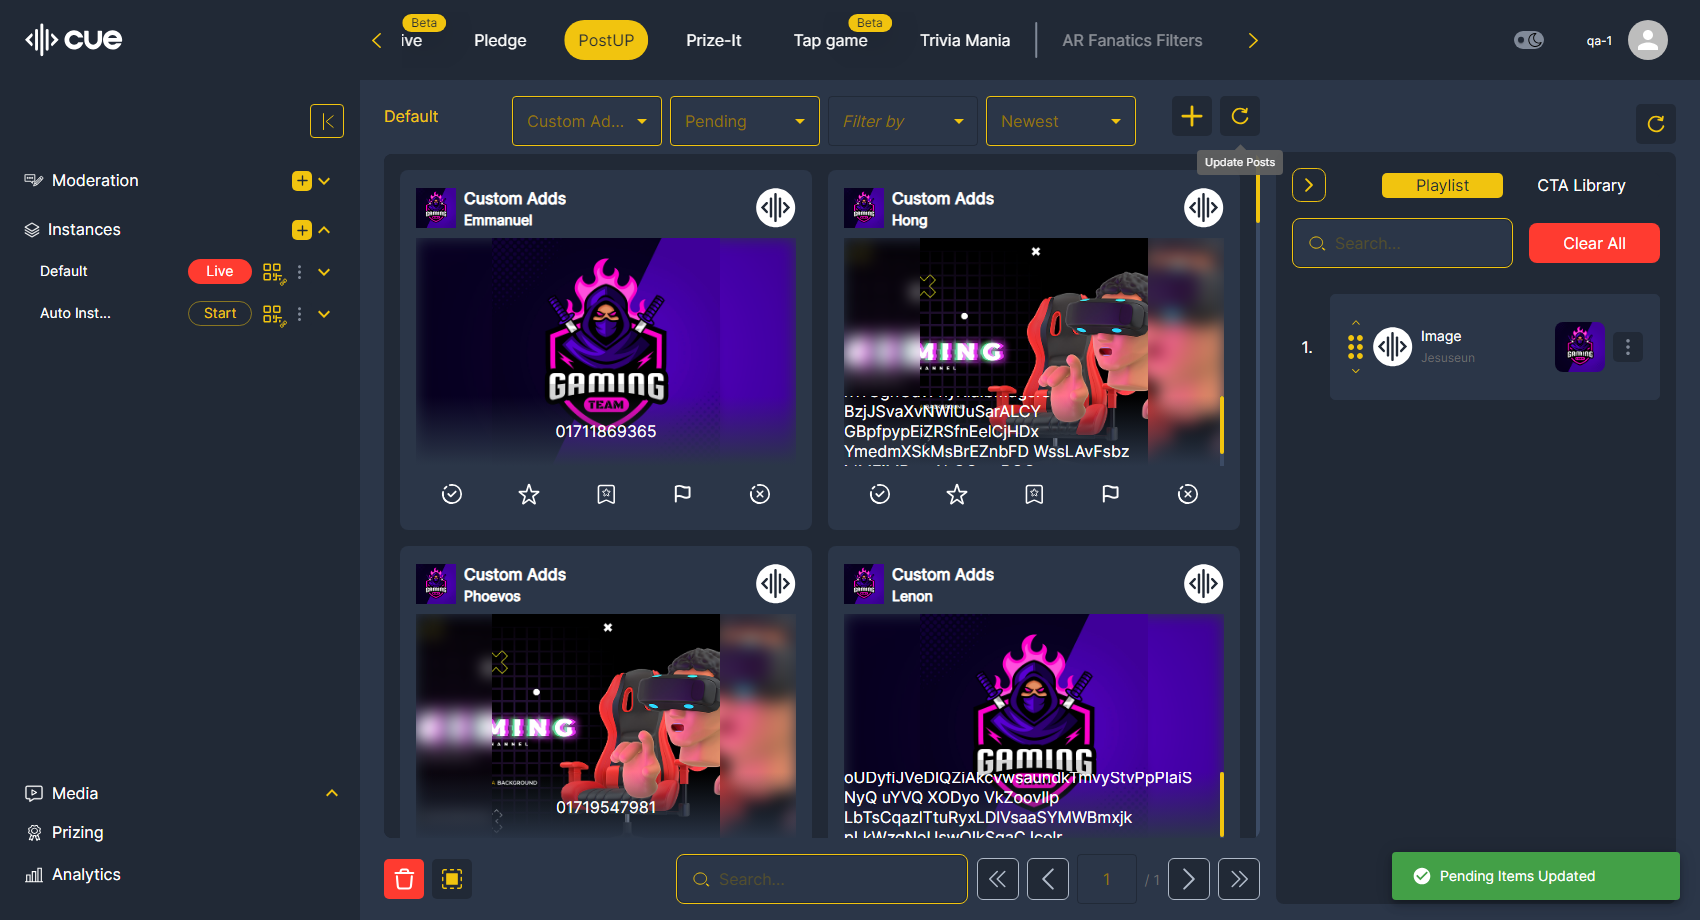 cue
Beta
ive
Pledge
PostUP
Prize-It
Beta
Tap game
Trivia Mania
AR Fanatics Filters
qa-1
Default
Custom Ad...
Pending
Filter by
Newest
Update Posts
Moderation
Instances
Default
Live
Auto Inst...
Start
Media
Prizing
Analytics
Custom Adds
Emmanuel
GAMING
TEAM
01711869365
Custom Adds
Hong
MING
BzjJSvaXvNWlUuSarALCY
GBpfpypEiZRSfnEelCjHDx
YmedmXSkMsBrEZnbFD WssLAvFsbz
Custom Adds
Phoevos
MING
BACKGROUND
01719547981
Custom Adds
Lenon
GAMING
oUDyfiJVeDlQZiAkcvwsaundkTmvyStvPpPlaiS
NyQ uYVQ XODyo VkZoovIlp
LbTsCqazlTtuRyxLDlVsaaSYMWBmxjk
Search...
1
/ 1
Playlist
CTA Library
Search...
Clear All
1.
Image
Jesuseun
Pending Items Updated